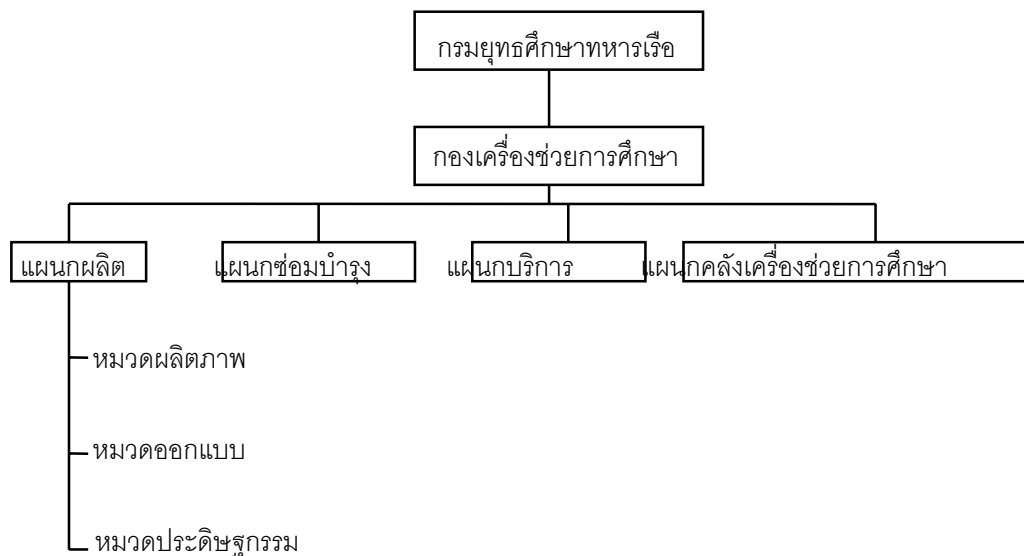 กรมยุทธศึกษาทหารเรือ
กองเครื่องช่วยการศึกษา
แผนกผลิต
แผนกซ่อมบำรุง
แผนกบริการ
แผนกคลังเครื่องช่วยการศึกษา
หมวดผลิตภาพ
หมวดออกแบบ
หมวดประดิษฐกรรม